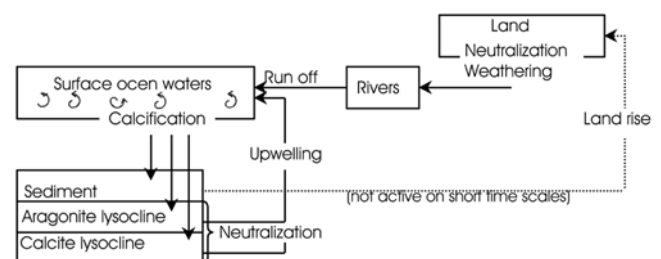 Land
Neutralization
Weathering
Surface ocen waters
Run off
Rivers
Calcification
Land rise
Upwelling
Sediment
(not active on short time scales)
Aragonite lysocline
Neutralization
Calcite lysocline